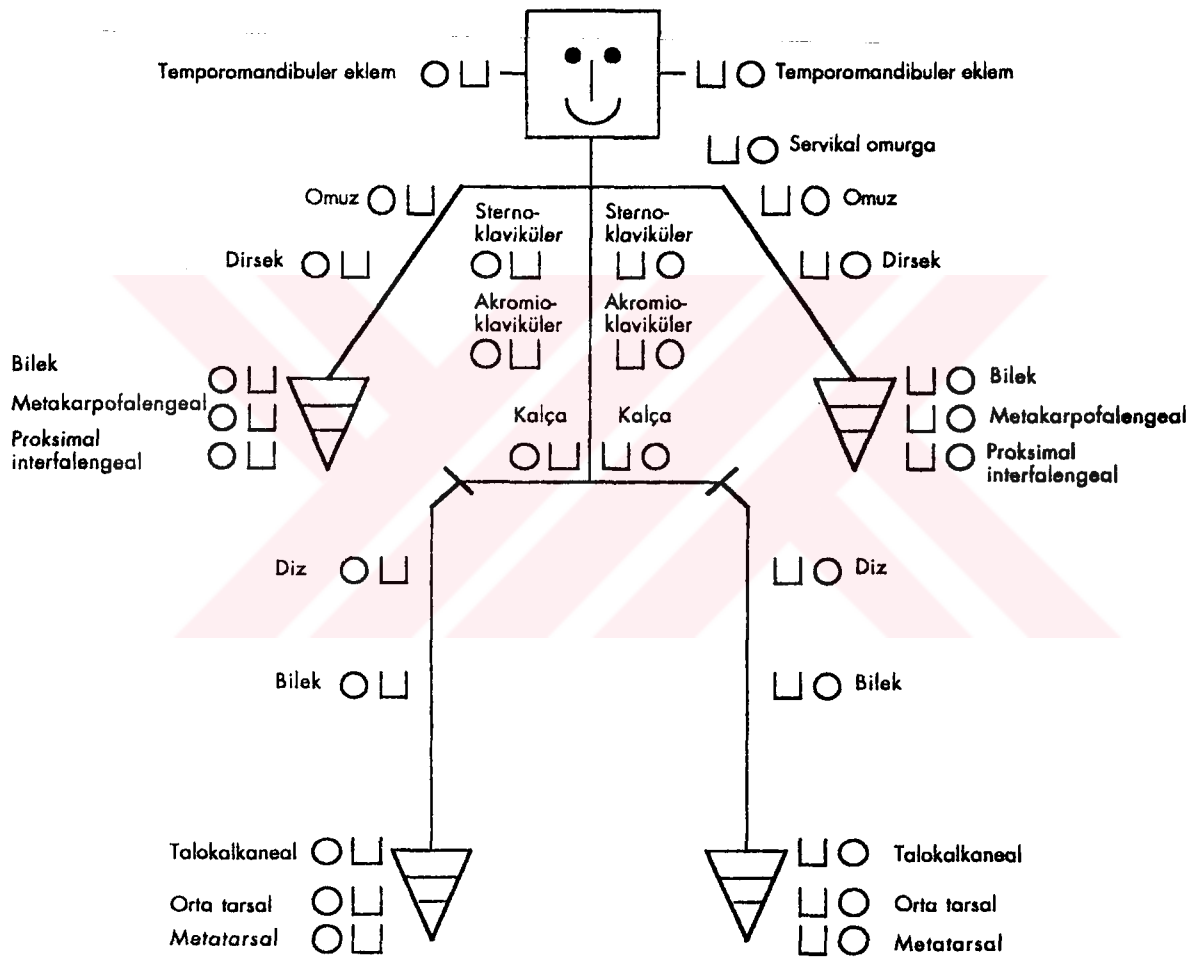 Temporomandibuler eklem
Temporomandibuler eklem
Servikal omurga
Omuz
Omuz
Sterno-
klaviküler
Sterno-
klaviküler
Dirsek
Dirsek
Akromio-
klaviküler
Akromio-
klaviküler
Bilek
Metakarpofalengeal
Proksimal
interfalengeal
Bilek
Metakarpofalengeal
Proksimal
interfalengeal
Kalça
Kalça
Diz
Diz
Bilek
Bilek
Talokalkaneal
Talokalkaneal
Orta tarsal
Orta tarsal
Metatarsal
Metatarsal